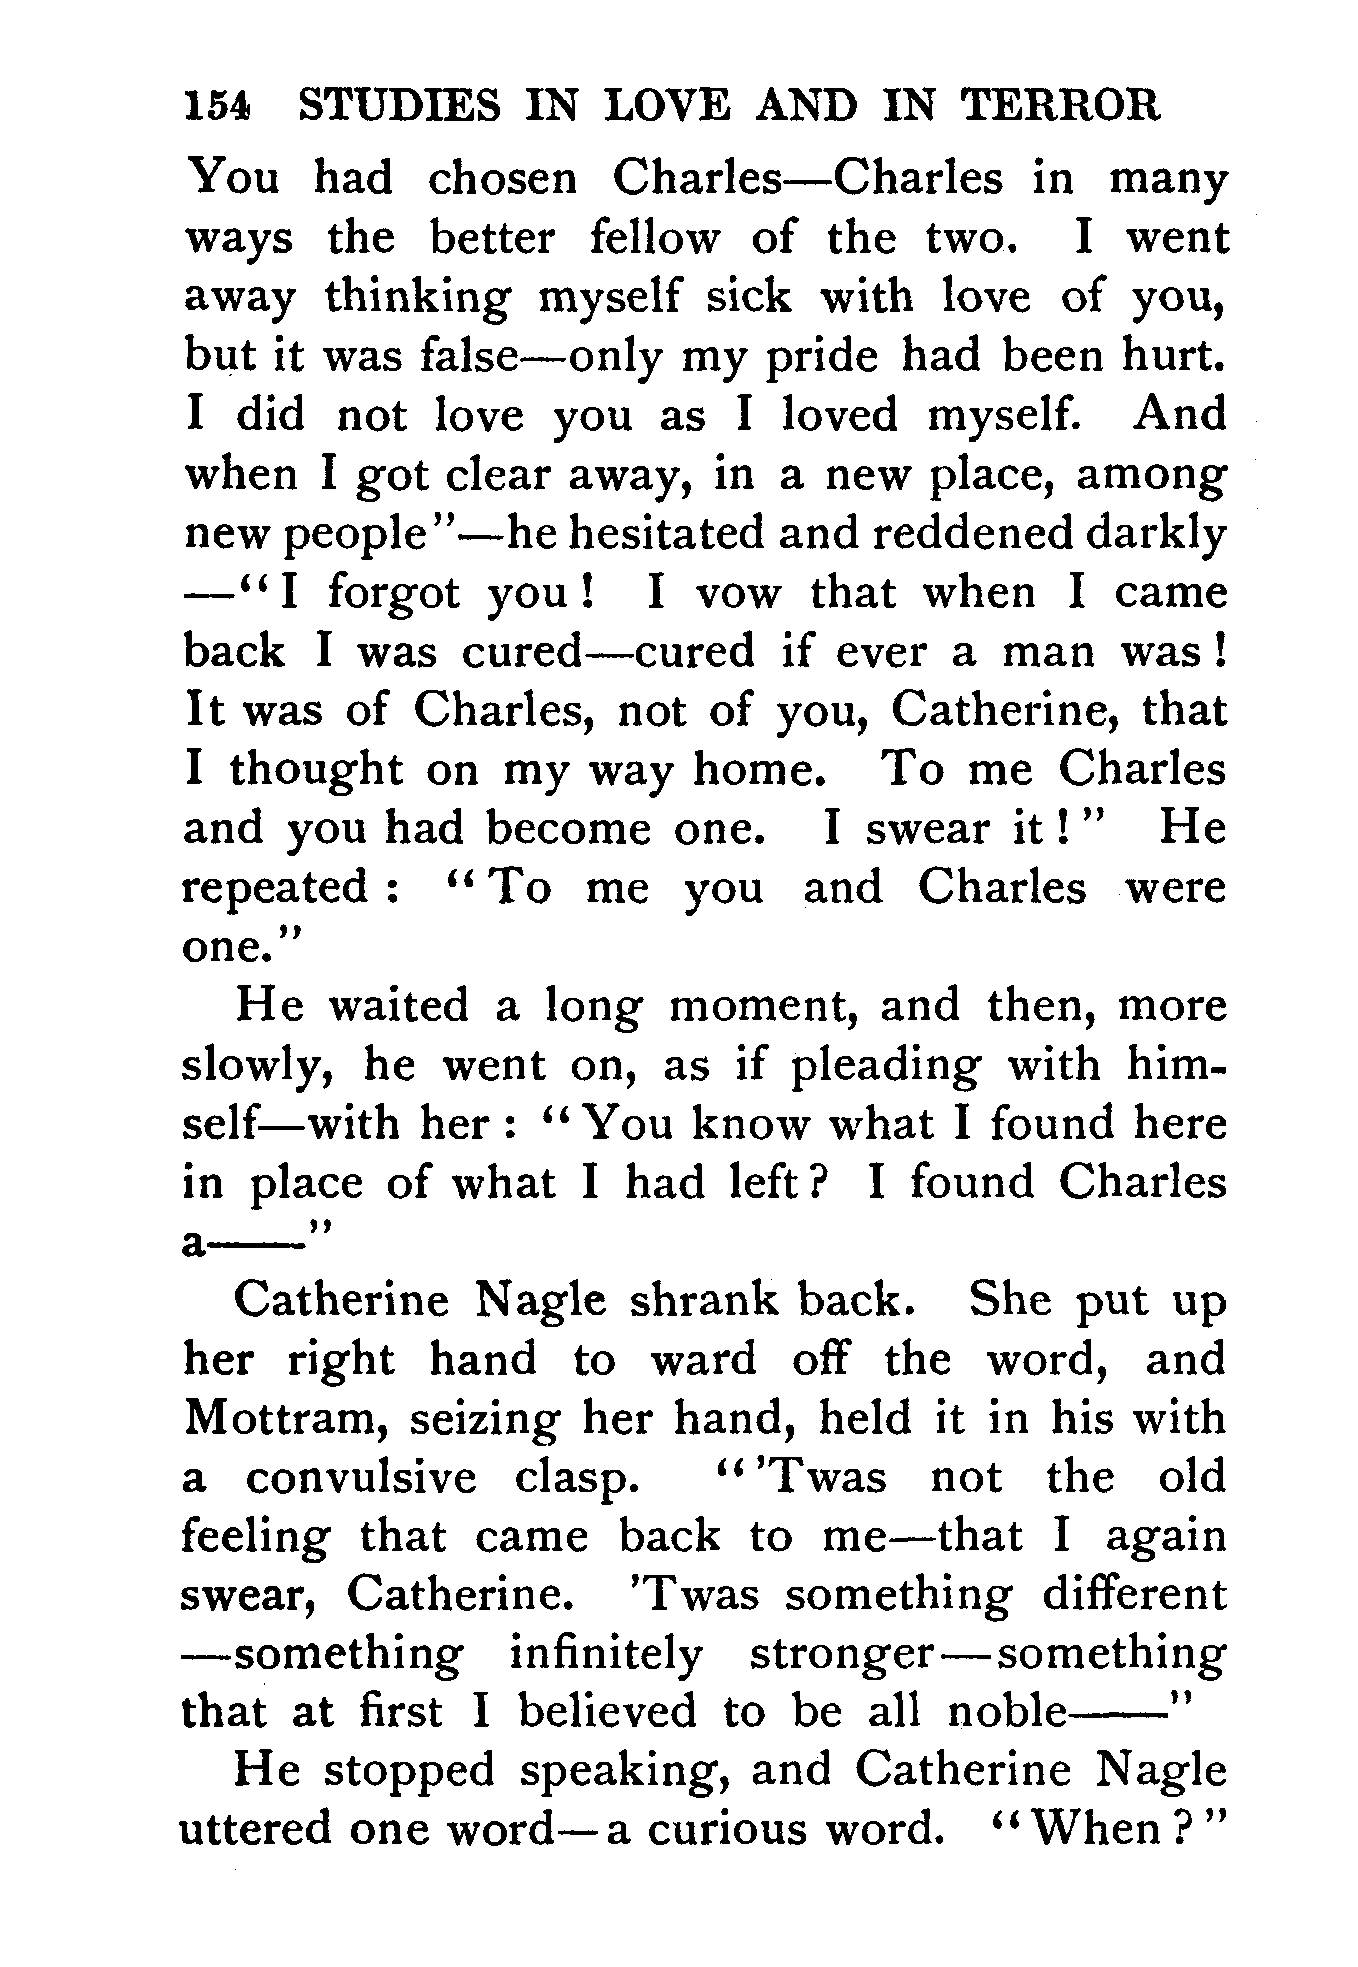 154 STUDIES IN LOVE AND IN TERROR
You had chosen Charles—Charles in many
ways the better fellow of the two. I went
away thinking myself sick with love of you,
but it was false—only my pride had been hurt.
I did not love you as I loved myself. And
when I got clear away, in a new place, among
new people"—he hesitated and reddened darkly
—"I forgot you! I vow that when I came
back I was cured—cured if ever a man was!
It was of Charles, not of you, Catherine, that
I thought on my way home. To me Charles
and you had become one. I swear it!" He
repeated: "To me you and Charles were
one."
He waited a long moment, and then, more
slowly, he went on, as if pleading with him-
self—with her: "You know what I found here
in place of what I had left? I found Charles
a——"
Catherine Nagle shrank back. She put up
her right hand to ward off the word, and
Mottram, seizing her hand, held it in his with
a convulsive clasp. "'Twas not the old
feeling that came back to me—that I again
swear, Catherine. 'Twas something different
—something infinitely stronger—something
that at first I believed to be all noble——"
He stopped speaking, and Catherine Nagle
uttered one word—a curious word. "When?"